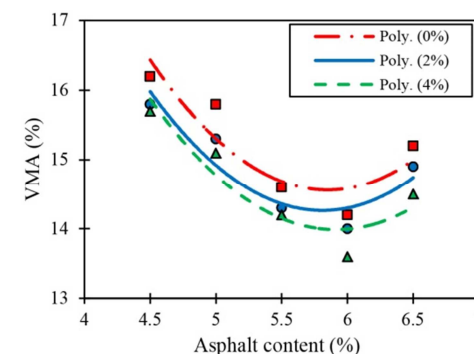 17
16
15
14
13
VMA (%)
Poly. (0%)
Poly. (2%)
Poly. (4%)
4
4.5
5
5.5
6
6.5
Asphalt content (%)